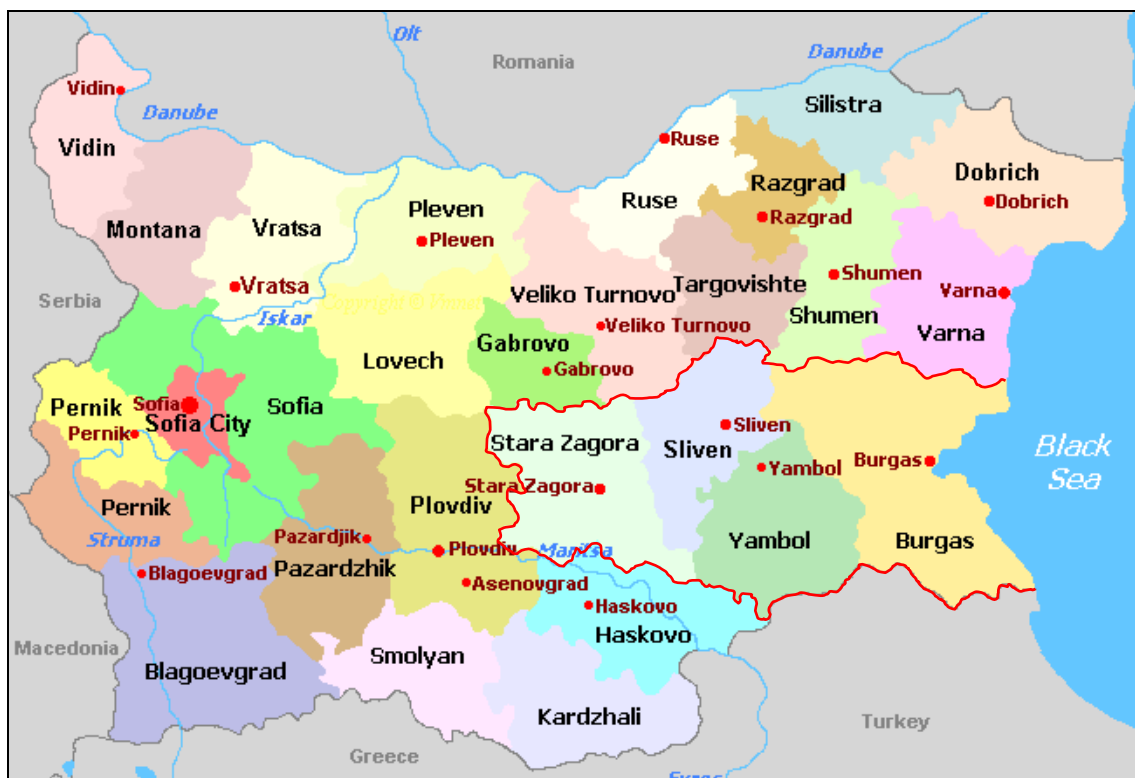 Olt
Danube
Romania
Vidin
Silistra
Danube
Ruse
Vidin
Dobrich
Razgrad
Ruse
Pleven
Dobrich
Razgrad
Montana
Vratsa
Pleven
Shumen
Targovishte
Vratsa
Veliko Turnovo
Varna
Serbia
Copyright ©
Shumen
Iskar
Veliko Turnovo
Varna
Gabrovo
Lovech
Gabrovo
Sofia
Pernik
Sofia
Sofia City
Sliven
Pernik
Stara Zagora
Sliven
Black
Sea
Yambol
Burgas
Stara Zagora
Pernik
Plovdiv
Struma
Pazardjik
Yambol
Burgas
Plovdiv
Maritsa
Pazardzhik
Blagoevgrad
Asenovgrad
Haskovo
Haskovo
Macedonia
Smolyan
Blagoevgrad
Kardzhali
Turkey
Greece